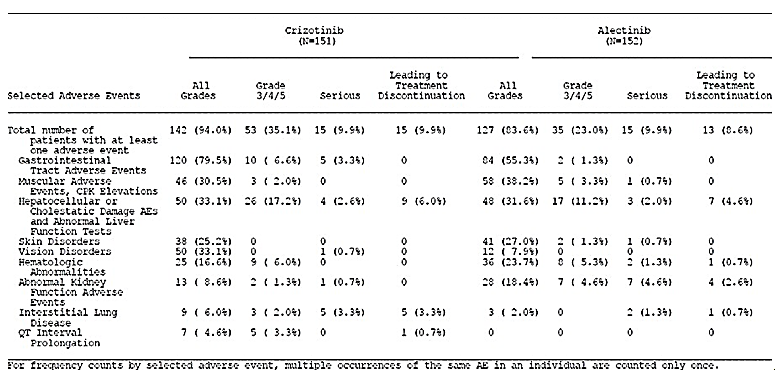 Crizotinib Alectinib
(N=151) (N=152)
Leading to Leading to
All Grade Treatment All Grade Treatment
Selected Adverse Events Grades 3/4/5 Serious Discontinuation Grades 3/4/5 Serious Discontinuation
Total number of 142 (94.0%) 53 (35.1%) 15 (9.9%) 15 (9.9%) 127 (83.6%) 35 (23.0%) 15 (9.9%) 13 (8.6%)
patients with at least
one adverse event
Gastrointestinal 120 (79.5%) 10 ( 6.6%) 5 (3.3%) 0 84 (55.3%) 2 ( 1.3%) 0 0
Tract Adverse Events
Muscular Adverse 46 (30.5%) 3 ( 2.0%) 0 0 58 (38.2%) 5 ( 3.3%) 1 (0.7%) 0
Events, CPK Elevations
Hepatocellular or 50 (33.1%) 26 (17.2%) 4 (2.6%) 9 (6.0%) 48 (31.6%) 17 (11.2%) 3 (2.0%) 7 (4.6%)
Cholestatic Damage AEs
and Abnormal Liver
Function Tests
Skin Disorders 38 (25.2%) 0 0 0 41 (27.0%) 2 ( 1.3%) 1 (0.7%) 0
Vision Disorders 50 (33.1%) 0 1 (0.7%) 0 12 ( 7.9%) 0 0 0
Hematologic 25 (16.6%) 9 ( 6.0%) 0 0 36 (23.7%) 8 ( 5.3%) 2 (1.3%) 1 (0.7%)
Abnormalities
Abnormal Kidney 13 ( 8.6%) 2 ( 1.3%) 1 (0.7%) 0 28 (18.4%) 7 ( 4.6%) 7 (4.6%) 4 (2.6%)
Function Adverse
Events
Interstitial Lung 9 ( 6.0%) 3 ( 2.0%) 5 (3.3%) 5 (3.3%) 3 ( 2.0%) 0 2 (1.3%) 1 (0.7%)
Disease
QT Interval 7 ( 4.6%) 5 ( 3.3%) 0 1 (0.7%) 0 0 0 0
Prolongation
For frequency counts by selected adverse event, multiple occurrences of the same AE in an individual are counted only once.